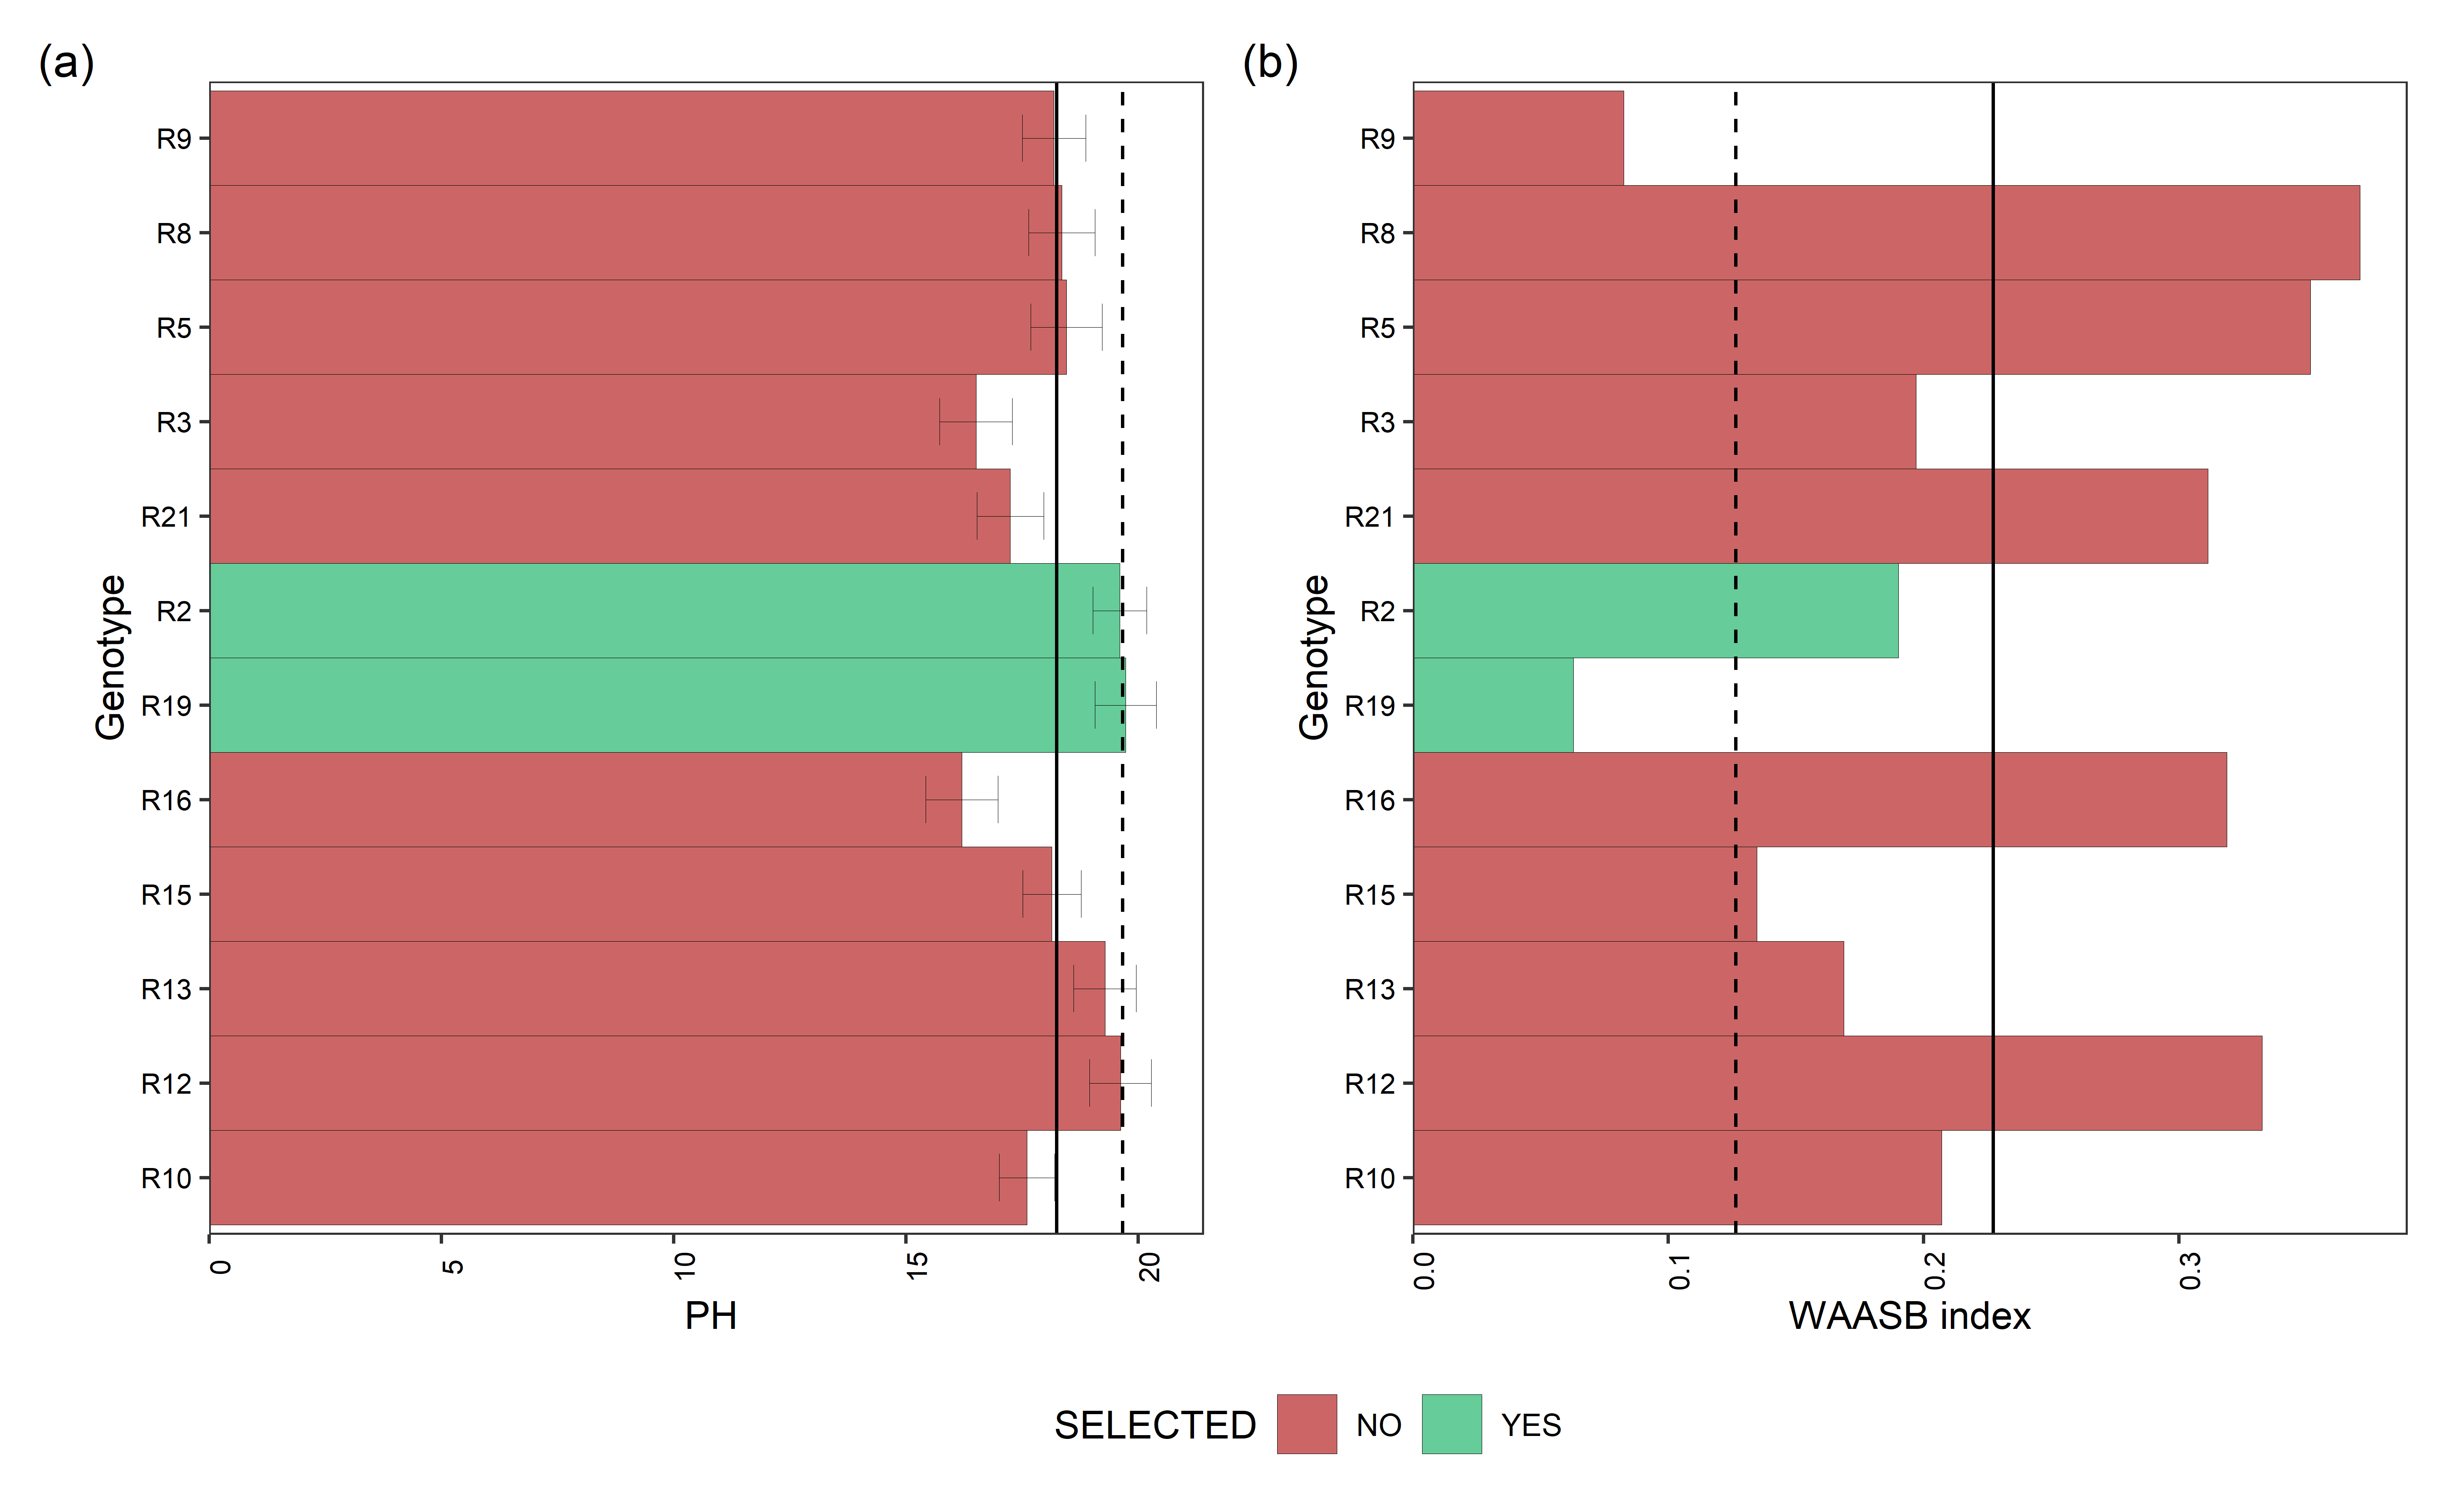 (a)
Genotype
R9
R8
R5
R3
R21
R2
R19
R16
R15
R13
R12
R10
0
5
10
15
20
PH
(b)
Genotype
R9
R8
R5
R3
R21
R2
R19
R16
R15
R13
R12
R10
0.0
0.1
0.2
0.3
WAASB index
SELECTED NO YES